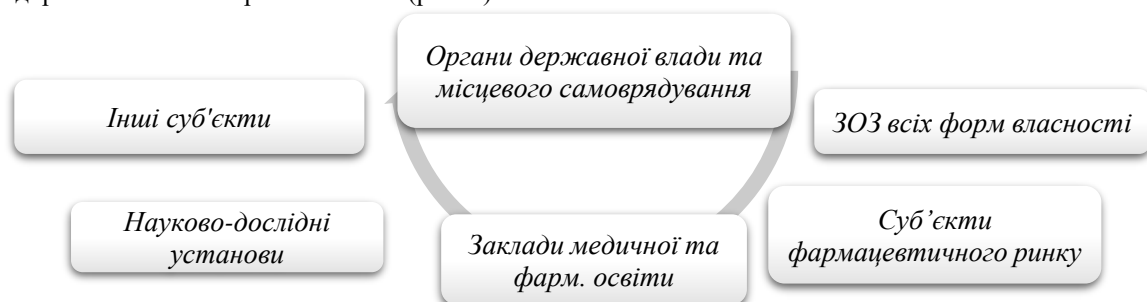 Органи державної влади та
місцевого самоврядування
Інші суб'єкти
ЗОЗ всіх форм власності
Науково-дослідні
установи
Заклади медичної та
фарм. освіти
Суб’єкти
фармацевтичного ринку